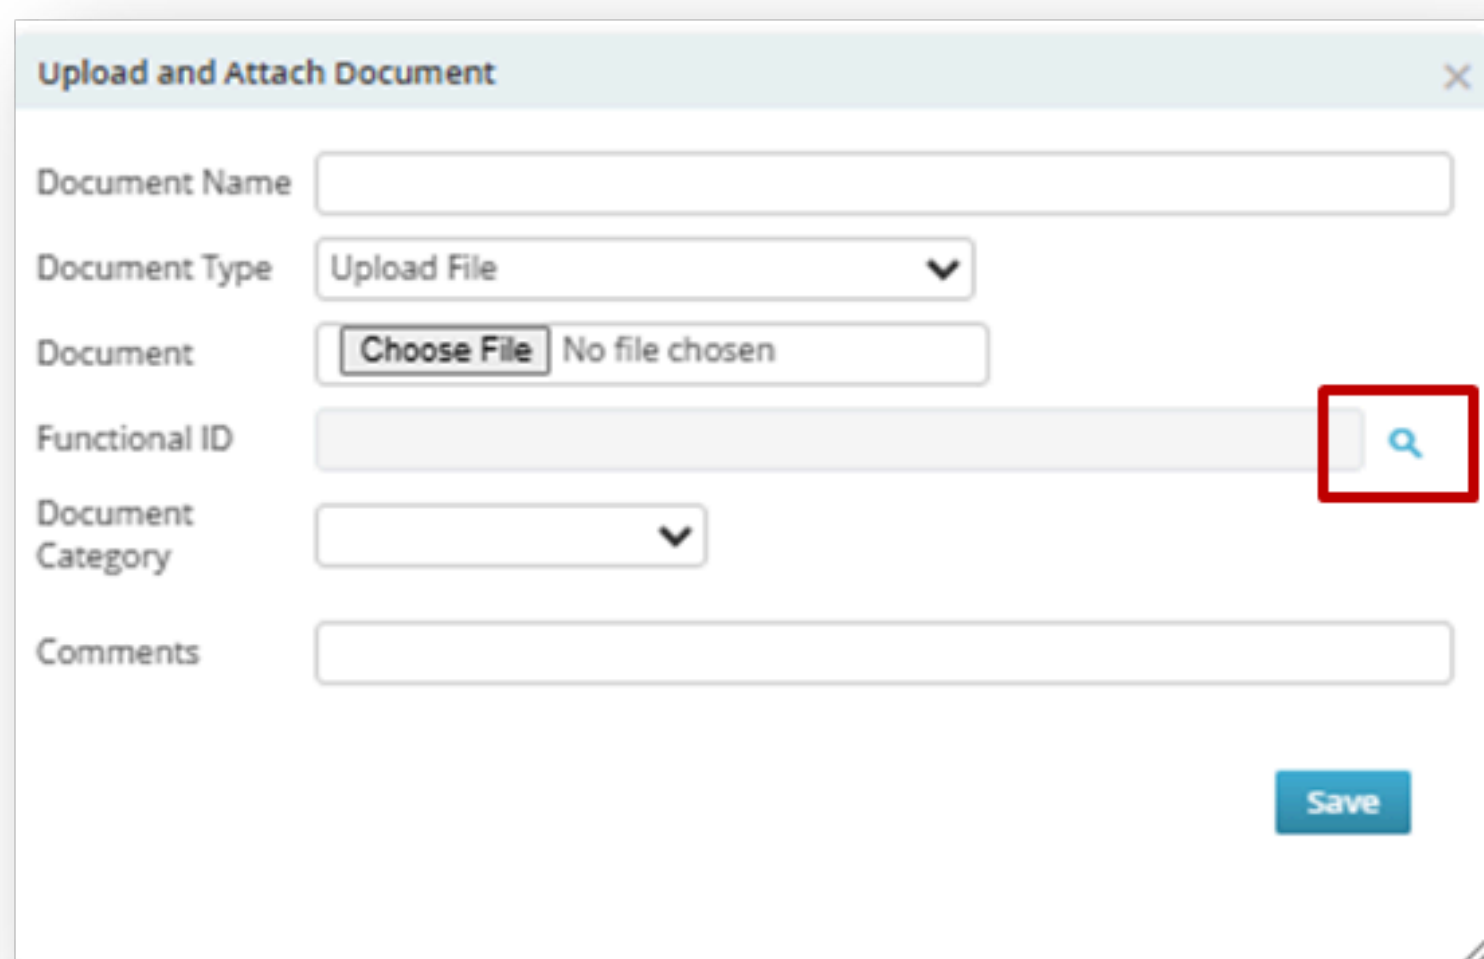 Upload and Attach Document
Document Name
Document Type Upload File
Document Choose File No file chosen
Functional ID
Document
Category
Comments
Save